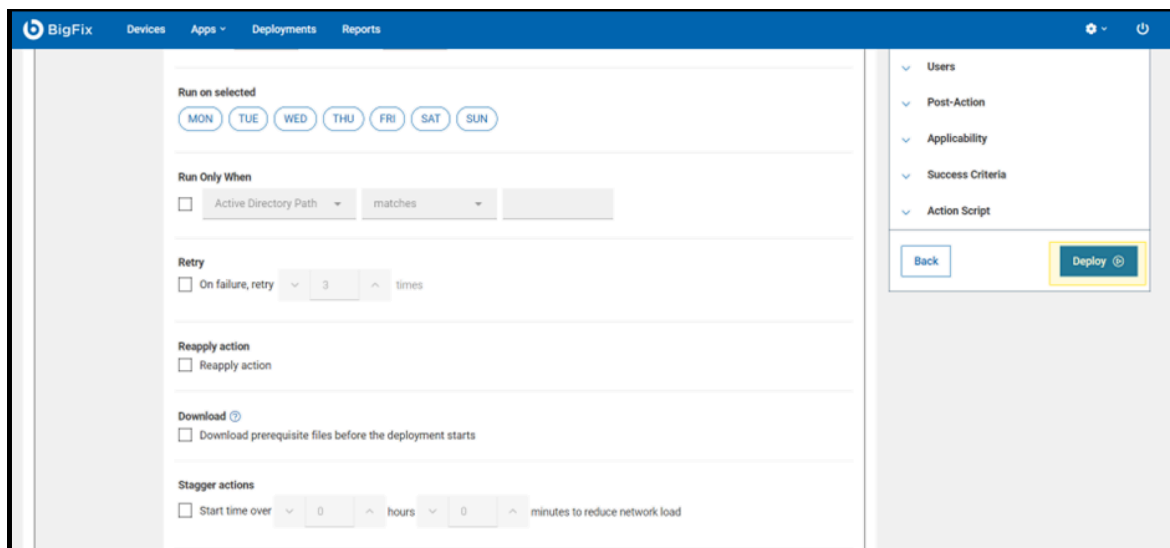 BigFix Devices Apps Deployments Reports
Run on selected
MON TUE WED THU FRI SAT SUN
Run Only When
Active Directory Path matches
Retry
On failure, retry 3 times
Reapply action
Reapply action
Download
Download prerequisite files before the deployment starts
Stagger actions
Start time over 0 hours 0 minutes to reduce network load
Users
Post-Action
Applicability
Success Criteria
Action Script
Back Deploy